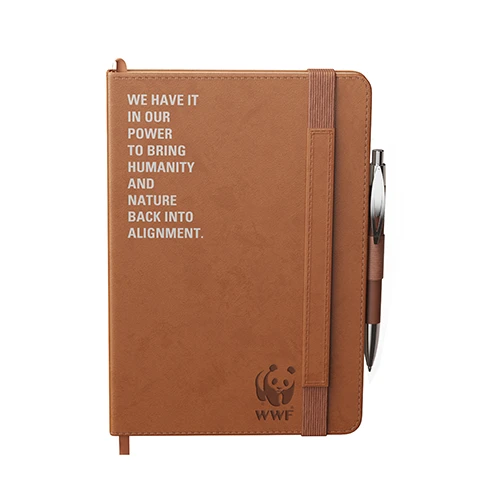 WE HAVE IT
IN OUR
POWER
TO BRING
HUMANITY
AND
NATURE
BACK INTO
ALIGNMENT.
WWF